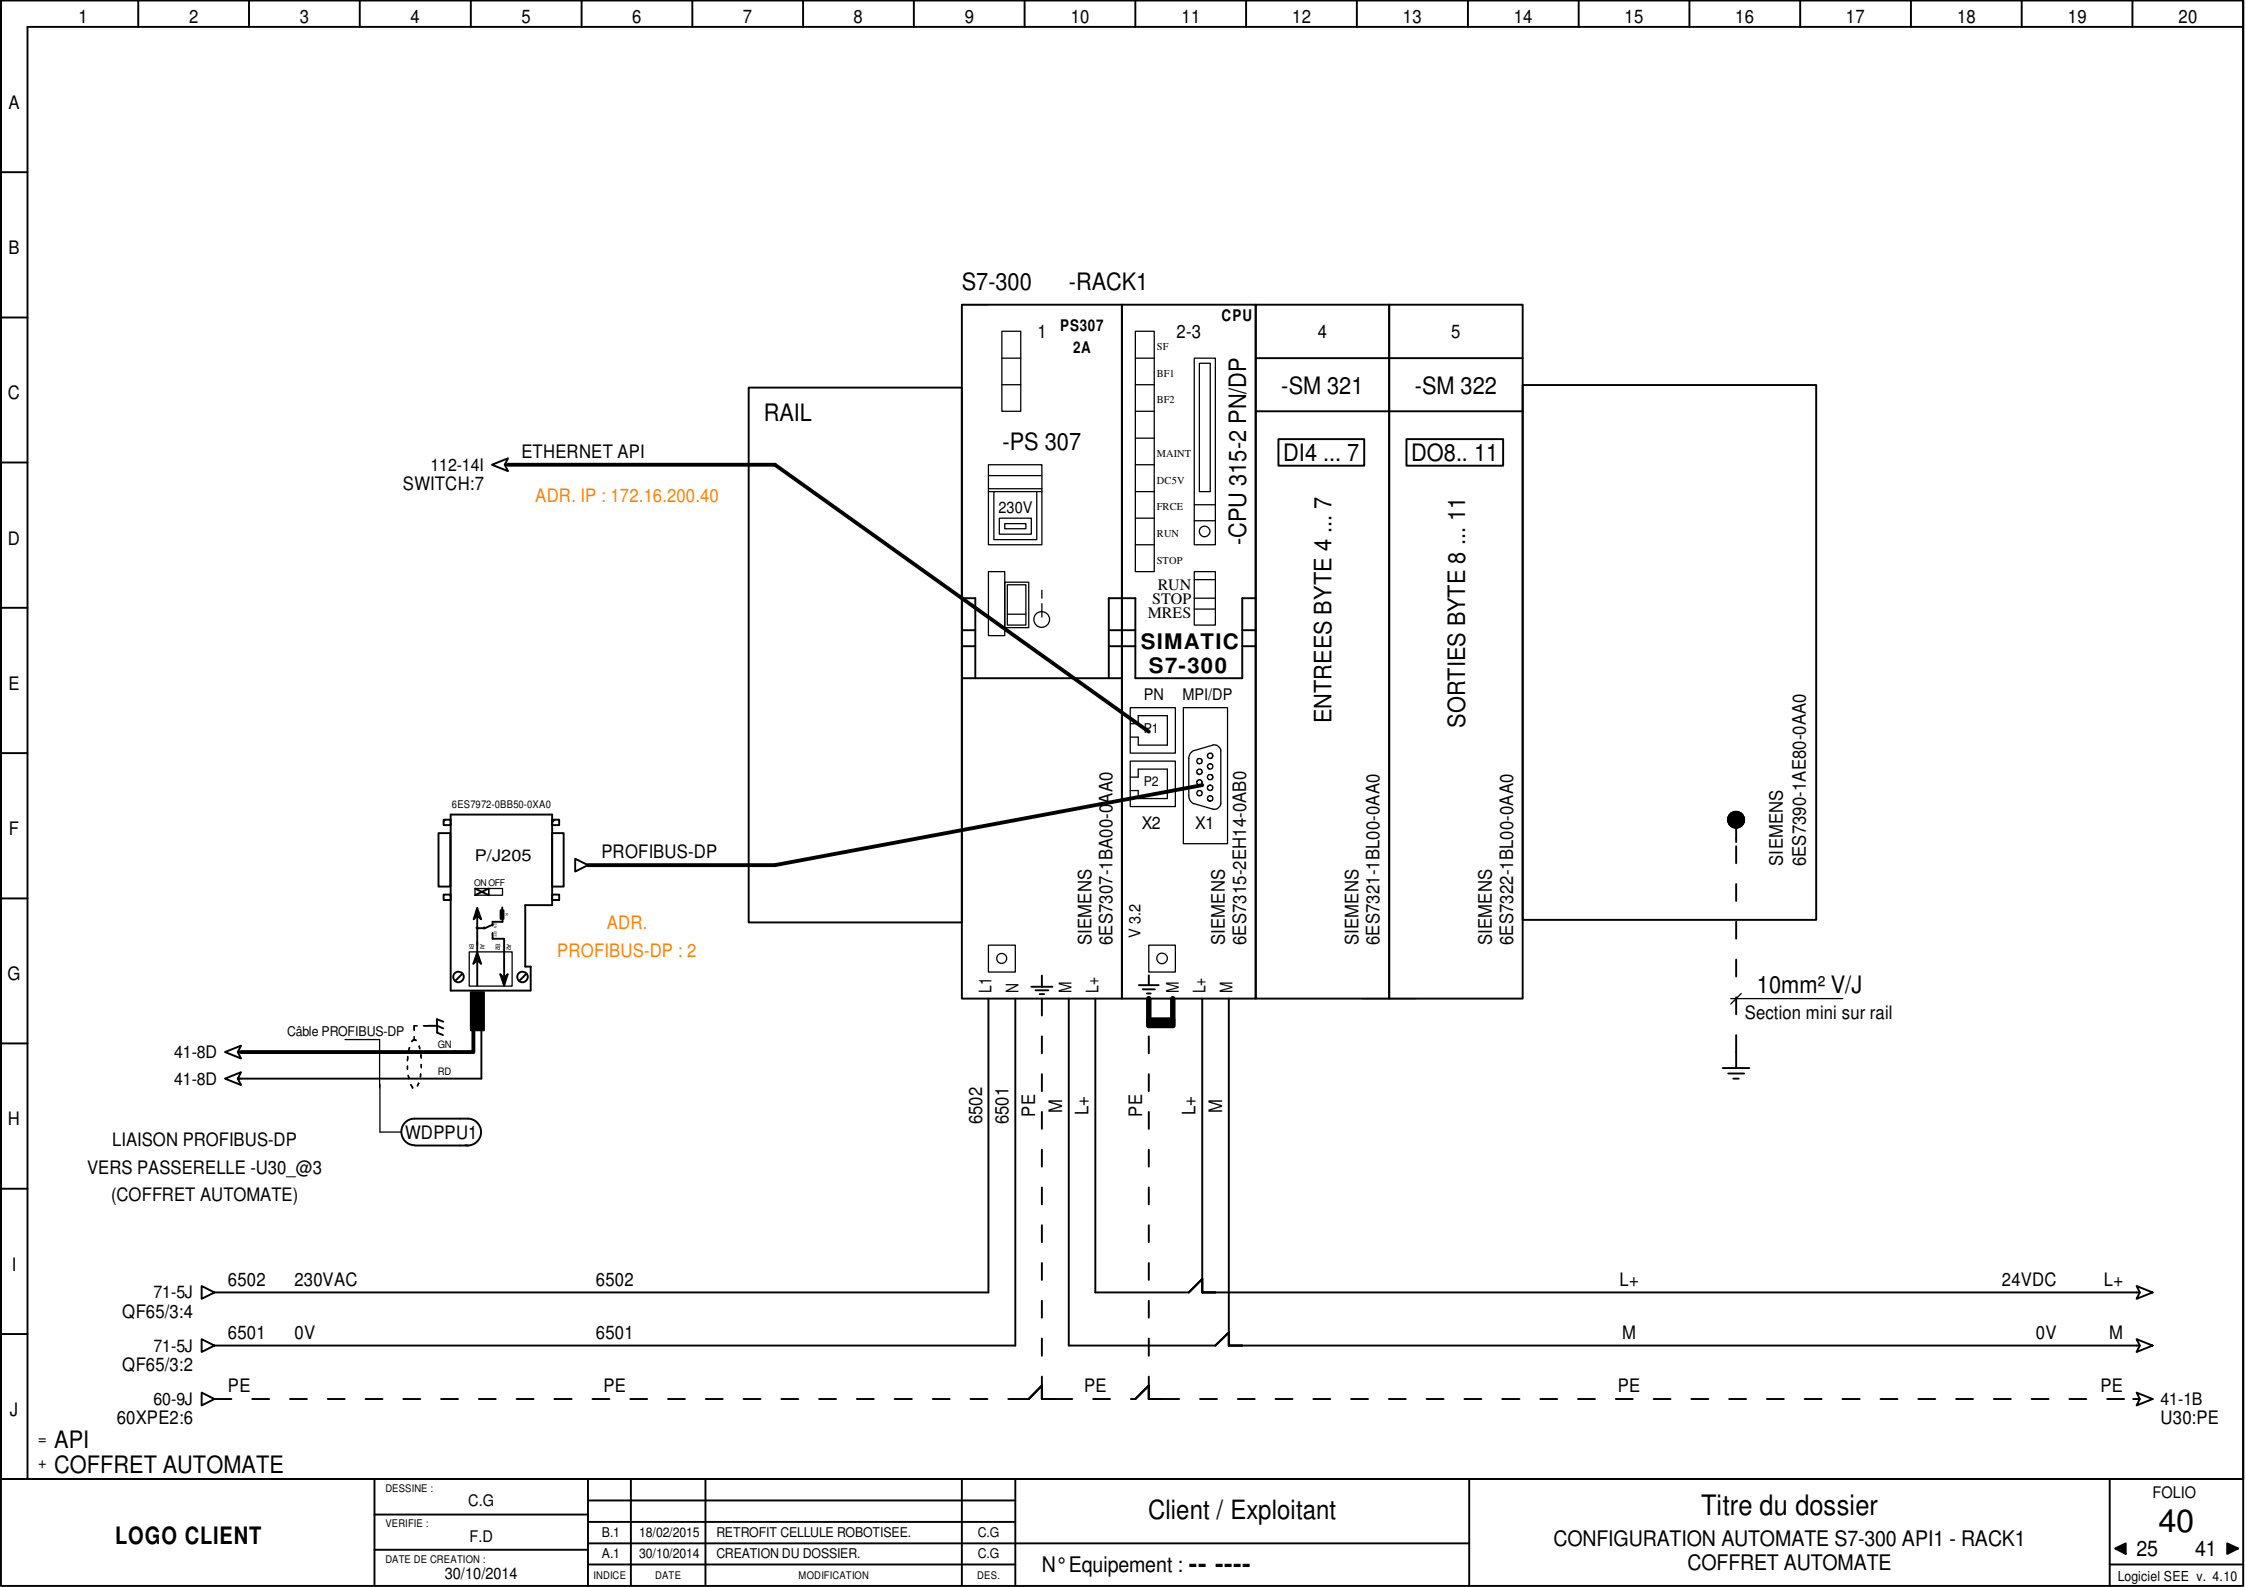 1 2 3 4 5 6 7 8 9 10 11 12 13 14 15 16 17 18 19 20
A
B
C
D
E
F
G
H
I
J
S7-300 -RACK1
1 PS307
2A
-PS 307
230V
SIEMENS
6ES7307-1BA00-0AA0
L1 N M L+
2-3 CPU
SF
BF1
BF2
MAINT
DC5V
FRCE
RUN
STOP
RUN
STOP
MRES
-CPU 315-2 PN/DP
SIMATIC
S7-300
PN MPI/DP
P1
P2
X2 X1
V 3.2
SIEMENS
6ES7315-2EH14-0AB0
M L+ M
4
-SM 321
DI4 ... 7
ENTREES BYTE 4 ... 7
SIEMENS
6ES7321-1BL00-0AA0
5
-SM 322
DO8.. 11
SORTIES BYTE 8 ... 11
SIEMENS
6ES7322-1BL00-0AA0
RAIL
SIEMENS
6ES7390-1AE80-0AA0
10mm² V/J
Section mini sur rail
112-14I
SWITCH:7
ETHERNET API
ADR. IP : 172.16.200.40
6ES7972-0BB50-0XA0
P/J205
ON OFF
PROFIBUS-DP
ADR.
PROFIBUS-DP : 2
Câble PROFIBUS-DP
GN
RD
41-8D
41-8D
WDPPU1
LIAISON PROFIBUS-DP
VERS PASSERELLE -U30_@3
(COFFRET AUTOMATE)
6502 6501 PE M L+ PE L+ M
71-5J
QF65/3:4
6502 230VAC 6502 L+ 24VDC L+
71-5J
QF65/3:2
6501 0V 6501 M 0V M
60-9J
60XPE2:6
PE PE PE PE PE
41-1B
U30:PE
= API
+ COFFRET AUTOMATE
LOGO CLIENT
DESSINE :
C.G
VERIFIE :
F.D
DATE DE CREATION :
30/10/2014
B.1 18/02/2015 RETROFIT CELLULE ROBOTISEE. C.G
A.1 30/10/2014 CREATION DU DOSSIER. C.G
INDICE DATE MODIFICATION DES.
Client / Exploitant
N° Equipement : -- ----
Titre du dossier
CONFIGURATION AUTOMATE S7-300 API1 - RACK1
COFFRET AUTOMATE
FOLIO
40
25 41
Logiciel SEE v. 4.10